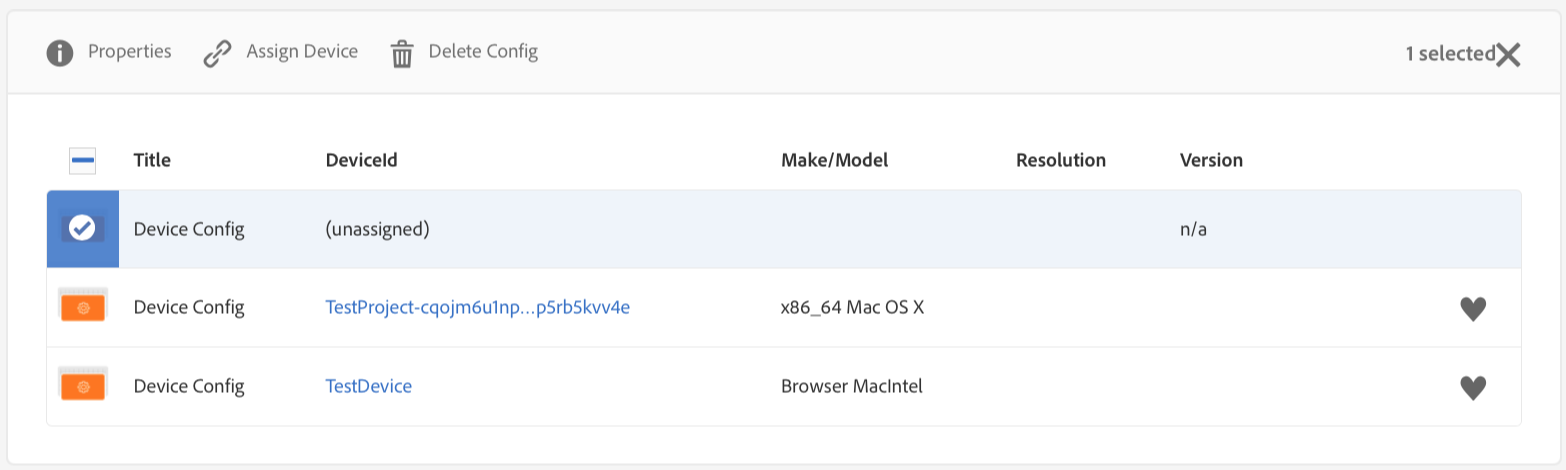 Properties Assign Device Delete Config 1 selected
Title DeviceId Make/Model Resolution Version
Device Config (unassigned) n/a
Device Config TestProject-cqojm6u1np...p5rb5kvv4e x86_64 Mac OS X
Device Config TestDevice Browser MacIntel